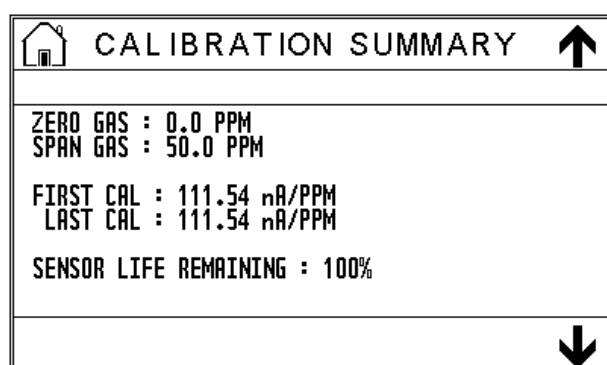 CALIBRATION SUMMARY
ZERO GAS : 0.0 PPM
SPAN GAS : 50.0 PPM
FIRST CAL : 111.54 nA/PPM
LAST CAL : 111.54 nA/PPM
SENSOR LIFE REMAINING : 100%